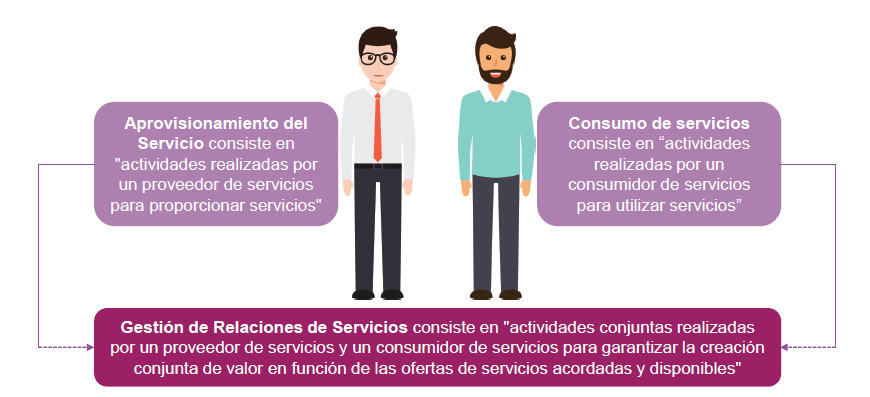 Aprovisionamiento del
Servicio consiste en
"actividades realizadas por
un proveedor de servicios
para proporcionar servicios"
Consumo de servicios
consiste en “actividades
realizadas por un
consumidor de servicios
para utilizar servicios”
Gestión de Relaciones de Servicios consiste en "actividades conjuntas realizadas
por un proveedor de servicios y un consumidor de servicios para garantizar la creación
conjunta de valor en función de las ofertas de servicios acordadas y disponibles"